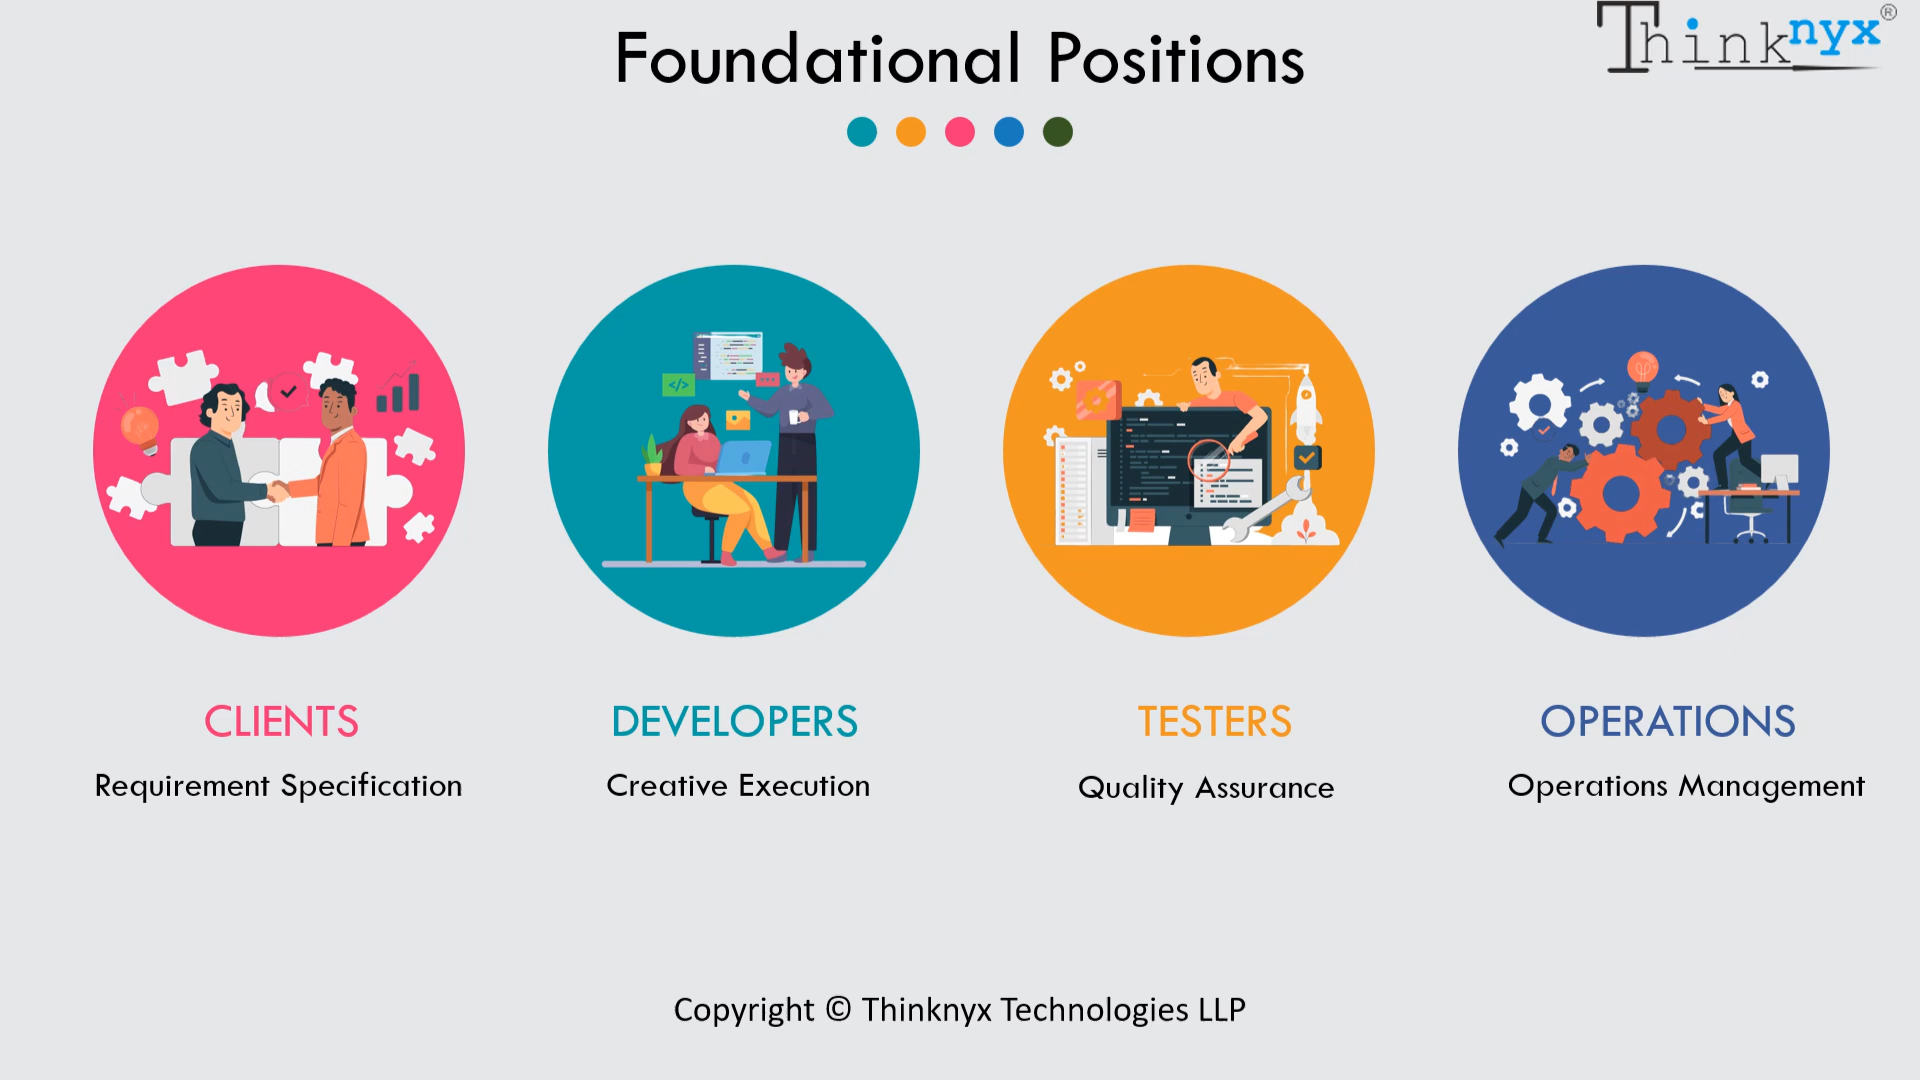 Foundational Positions
Thinknyx®
CLIENTS
Requirement Specification
DEVELOPERS
Creative Execution
TESTERS
Quality Assurance
OPERATIONS
Operations Management
Copyright © Thinknyx Technologies LLP